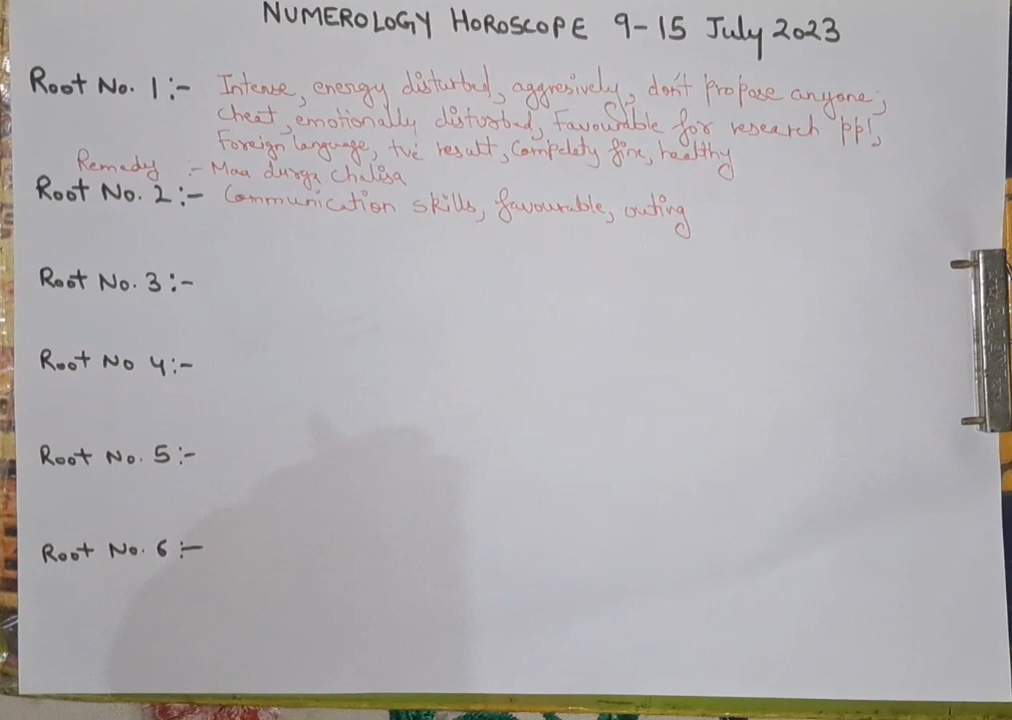 NUMEROLOGY HOROSCOPE 9-15 July 2023
Root No. 1:- Intense, energy disturbed, aggresively, don't propose anyone,
cheat, emotionally disturbed, Favourable for research ppl,
Foreign language, +ve result, Completely fine, healthy
Remedy :- Maa durga chalisa
Root No. 2:- Communication skills, favourable, outing
Root No. 3:-
Root No 4:-
Root No. 5:-
Root No. 6:-